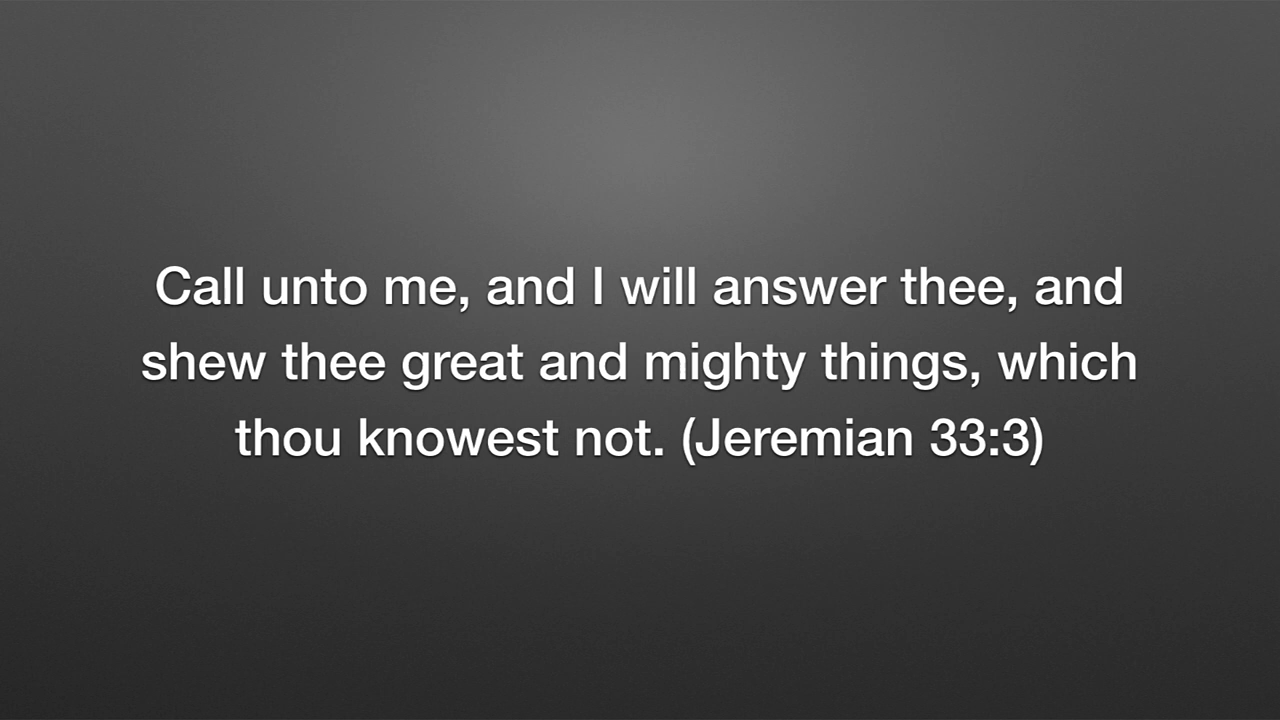 Call unto me, and I will answer thee, and
shew thee great and mighty things, which
thou knowest not. (Jeremian 33:3)